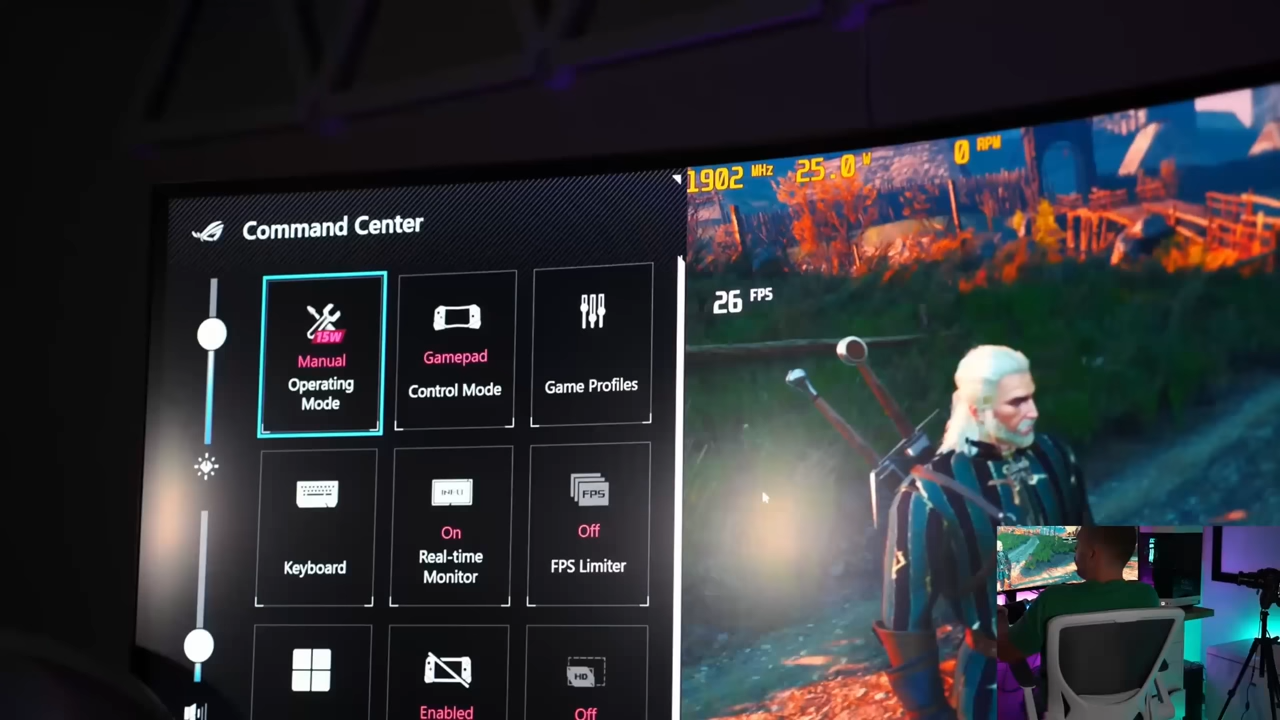 1902 MHz 25.0 W 0 RPM
Command Center
26 FPS
15W
Manual
Operating
Mode
Gamepad
Control Mode
Game Profiles
Keyboard
On
Real-time
Monitor
FPS
Off
FPS Limiter
Enabled
HD
Off